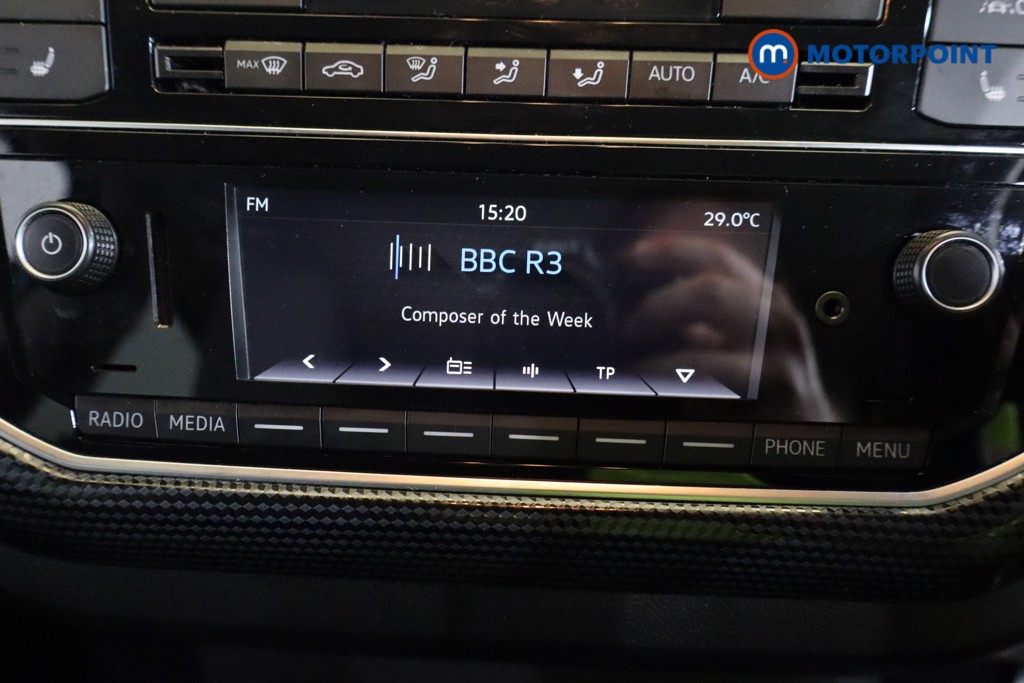 MAX
AUTO
A/C
m MOTORPOINT
FM
15:20
29.0°C
BBC R3
Composer of the Week
TP
RADIO
MEDIA
PHONE
MENU